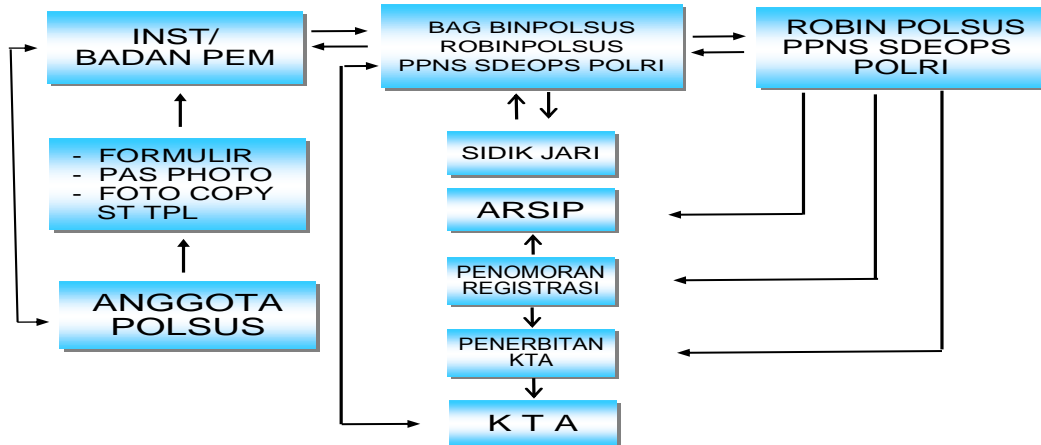 INST/
BADAN PEM
BAG BINPOLSUS
ROBINPOLSUS
PPNS SDEOPS POLRI
ROBIN POLSUS
PPNS SDEOPS
POLRI
- FORMULIR
- PAS PHOTO
- FOTO COPY
ST TPL
SIDIK JARI
ARSIP
ANGGOTA
POLSUS
PENOMORAN
REGISTRASI
PENERBITAN
KTA
K T A